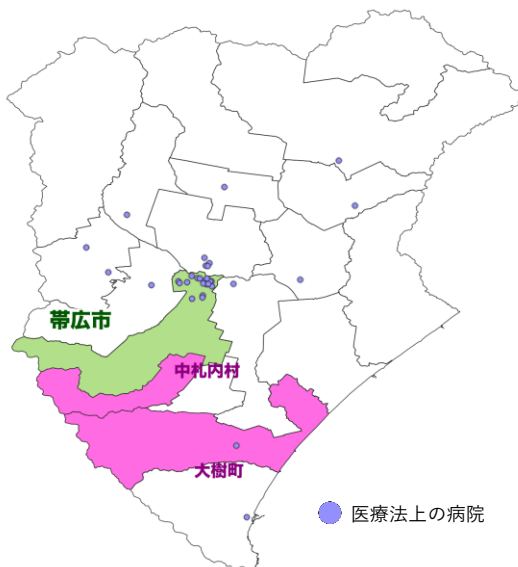 帯広市
中札内村
大樹町
医療法上の病院